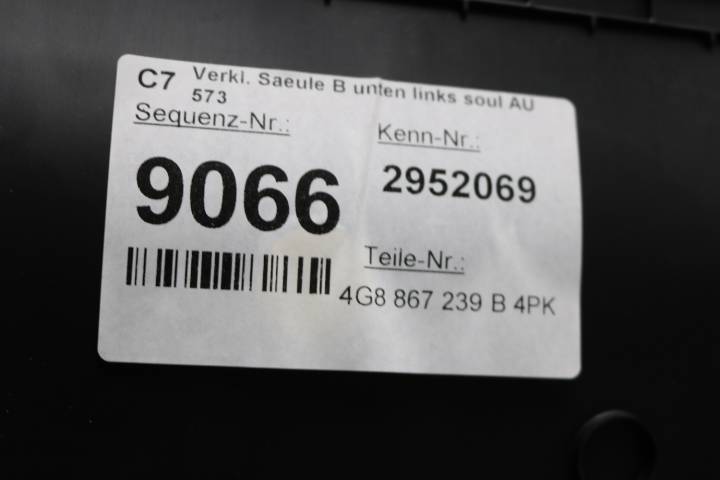 C7 Verkl. Saeule B unten links soul AU
573
Sequenz-Nr.:
Kenn-Nr.:
9066
2952069
Teile-Nr.:
4G8 867 239 B 4PK